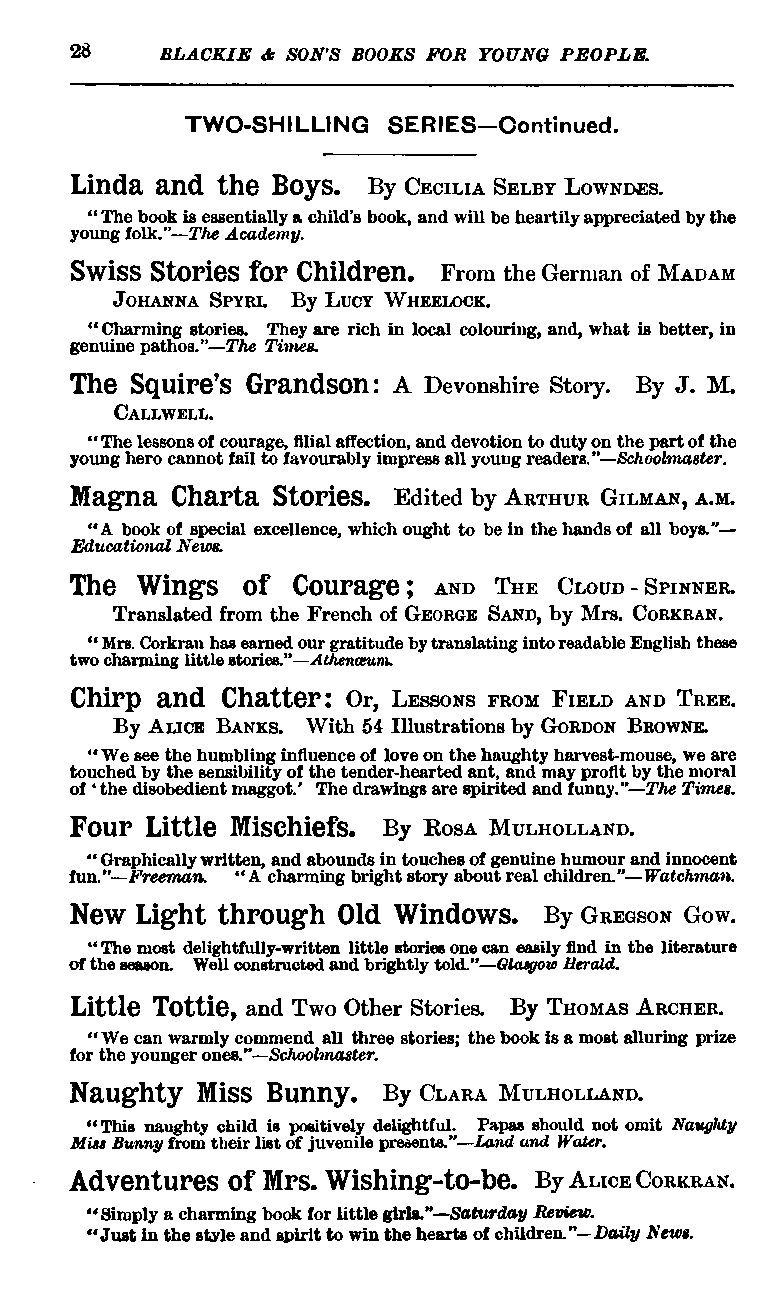 28 BLACKIE & SON'S BOOKS FOR YOUNG PEOPLE.
TWO-SHILLING SERIES—Continued.
Linda and the Boys. By CECILIA SELBY LOWNDES.
"The book is essentially a child's book, and will be heartily appreciated by the
young folk."—The Academy.
Swiss Stories for Children. From the German of MADAM
JOHANNA SPYRI. By LUCY WHEELOCK.
"Charming stories. They are rich in local colouring, and, what is better, in
genuine pathos."—The Times.
The Squire's Grandson: A Devonshire Story. By J. M.
CALLWELL.
"The lessons of courage, filial affection, and devotion to duty on the part of the
young hero cannot fail to favourably impress all young readers."—Schoolmaster.
Magna Charta Stories. Edited by ARTHUR GILMAN, A.M.
"A book of special excellence, which ought to be in the hands of all boys."—
Educational News.
The Wings of Courage; AND THE CLOUD-SPINNER.
Translated from the French of GEORGE SAND, by Mrs. CORKRAN.
"Mrs. Corkran has earned our gratitude by translating into readable English these
two charming little stories."—Athenœum.
Chirp and Chatter: Or, LESSONS FROM FIELD AND TREE.
By ALICE BANKS. With 54 Illustrations by GORDON BROWNE.
"We see the humbling influence of love on the haughty harvest-mouse, we are
touched by the sensibility of the tender-hearted ant, and may profit by the moral
of 'the disobedient maggot.' The drawings are spirited and funny."—The Times.
Four Little Mischiefs. By ROSA MULHOLLAND.
"Graphically written, and abounds in touches of genuine humour and innocent
fun."—Freeman. "A charming bright story about real children."—Watchman.
New Light through Old Windows. By GREGSON GOW.
"The most delightfully-written little stories one can easily find in the literature
of the season. Well constructed and brightly told."—Glasgow Herald.
Little Tottie, and Two Other Stories. By THOMAS ARCHER.
"We can warmly commend all three stories; the book is a most alluring prize
for the younger ones."—Schoolmaster.
Naughty Miss Bunny. By CLARA MULHOLLAND.
"This naughty child is positively delightful. Papas should not omit Naughty
Miss Bunny from their list of juvenile presents."—Land and Water.
Adventures of Mrs. Wishing-to-be. By ALICE CORKRAN.
"Simply a charming book for little girls."—Saturday Review.
"Just in the style and spirit to win the hearts of children."—Daily News.